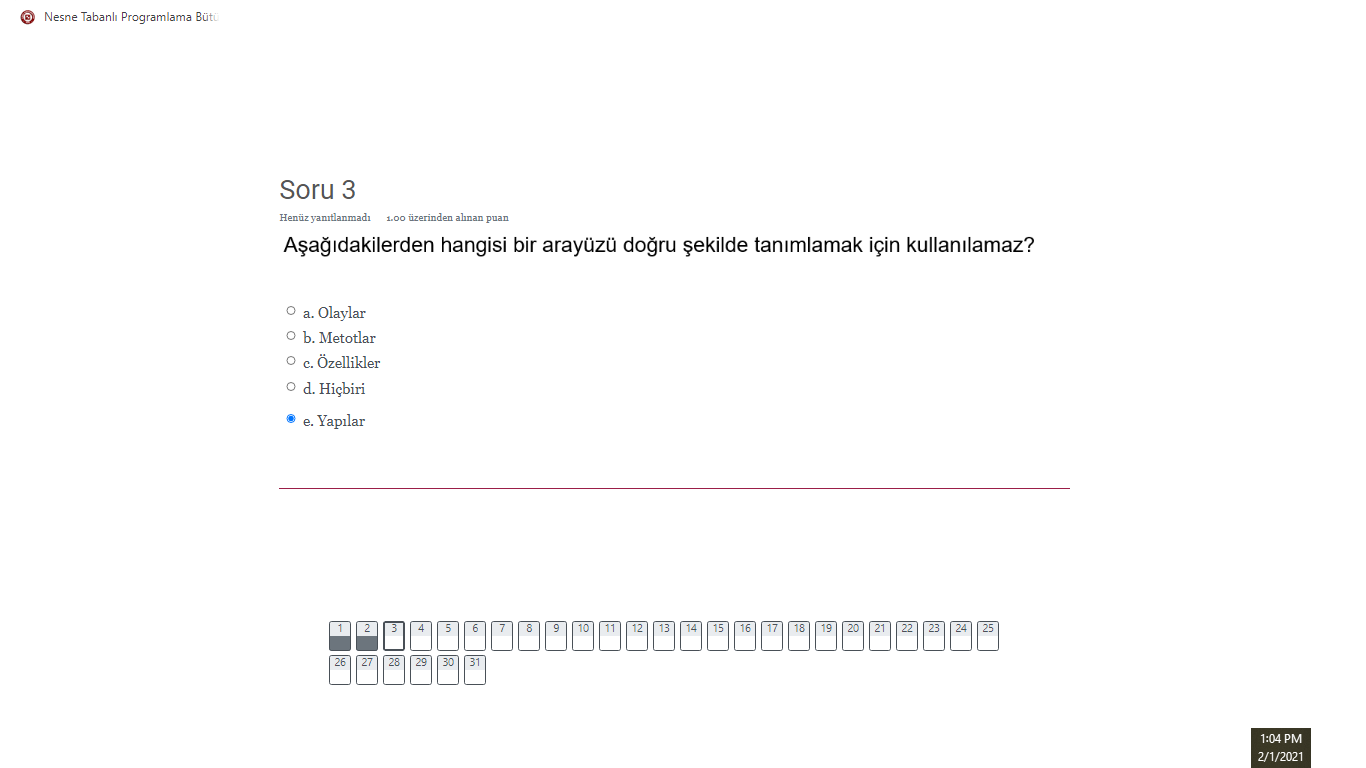 Nesne Tabanlı Programlama Bütü
Soru 3
Henüz yanıtlanmadı 1.00 üzerinden alınan puan
Aşağıdakilerden hangisi bir arayüzü doğru şekilde tanımlamak için kullanılamaz?
a. Olaylar
b. Metotlar
c. Özellikler
d. Hiçbiri
e. Yapılar
1 2 3 4 5 6 7 8 9 10 11 12 13 14 15 16 17 18 19 20 21 22 23 24 25
26 27 28 29 30 31
1:04 PM
2/1/2021